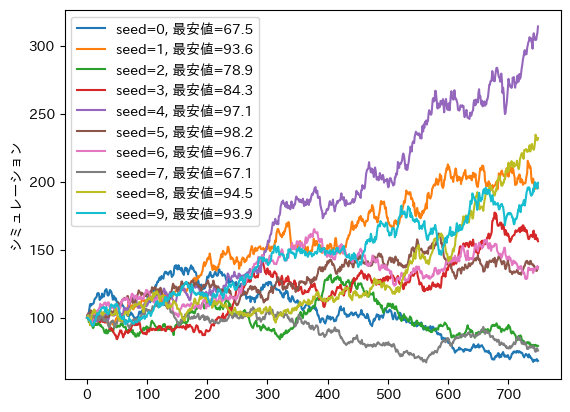 seed=0, 最安値=67.5
seed=1, 最安値=93.6
seed=2, 最安値=78.9
seed=3, 最安値=84.3
seed=4, 最安値=97.1
seed=5, 最安値=98.2
seed=6, 最安値=96.7
seed=7, 最安値=67.1
seed=8, 最安値=94.5
seed=9, 最安値=93.9
シミュレーション
300
250
200
150
100
0 100 200 300 400 500 600 700